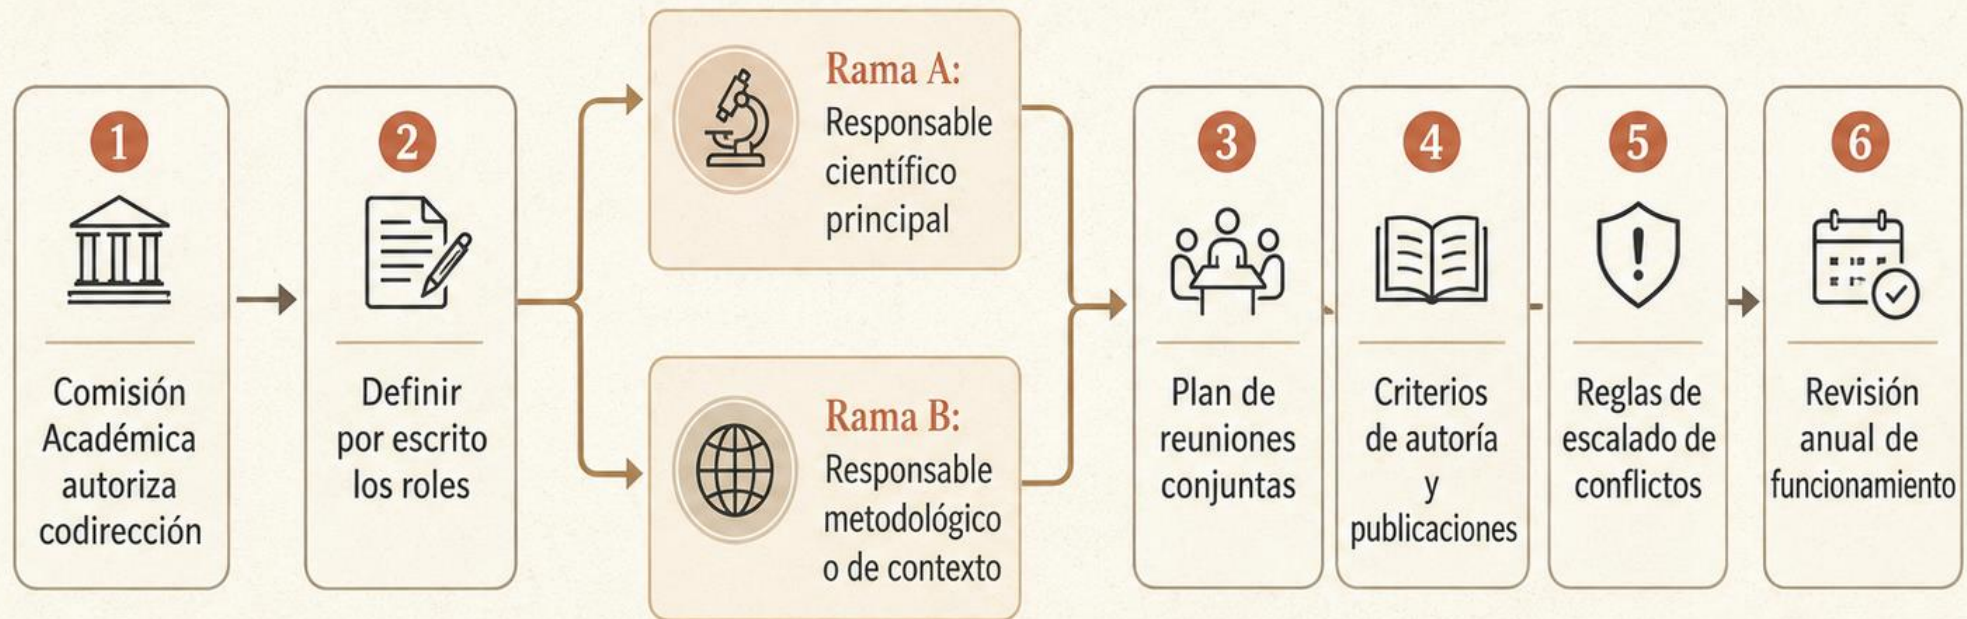 1
Comisión
Académica
autoriza
codirección
2
Definir
por escrito
los roles
Rama A:
Responsable
científico
principal
Rama B:
Responsable
metodológico
o de contexto
3
Plan de
reuniones
conjuntas
4
Criterios
de autoría
y
publicaciones
5
Reglas de
escalado de
conflictos
6
Revisión
anual de
funcionamiento